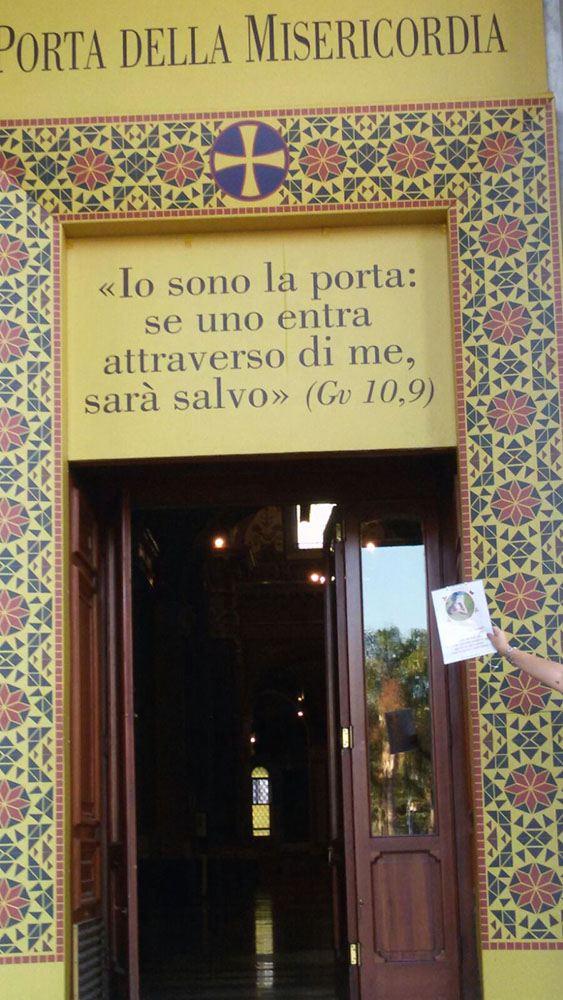 PORTA DELLA MISERICORDIA
«Io sono la porta:
se uno entra
attraverso di me,
sarà salvo» (Gv 10,9)